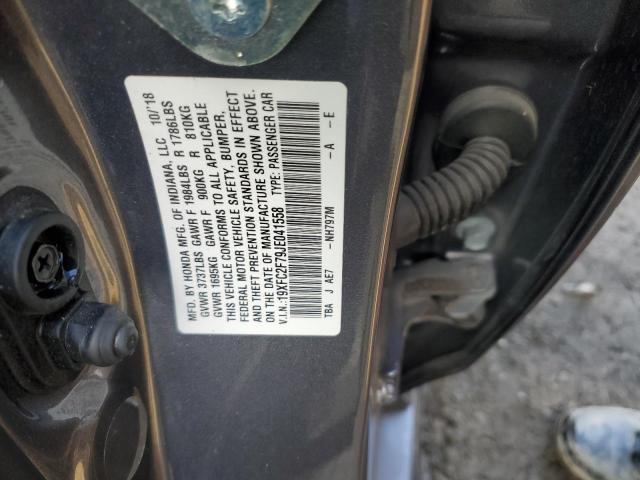 MFD. BY HONDA MFG. OF INDIANA, LLC 10/'18
GVWR 3737LBS GAWR F 1984LBS R 1786LBS
GVWR 1695KG GAWR F 900KG R 810KG
THIS VEHICLE CONFORMS TO ALL APPLICABLE
FEDERAL MOTOR VEHICLE SAFETY, BUMPER,
AND THEFT PREVENTION STANDARDS IN EFFECT
ON THE DATE OF MANUFACTURE SHOWN ABOVE.
V.I.N.:19XFC2F79JE041558 TYPE: PASSENGER CAR
TBA J AE7 -NH797M -A -E